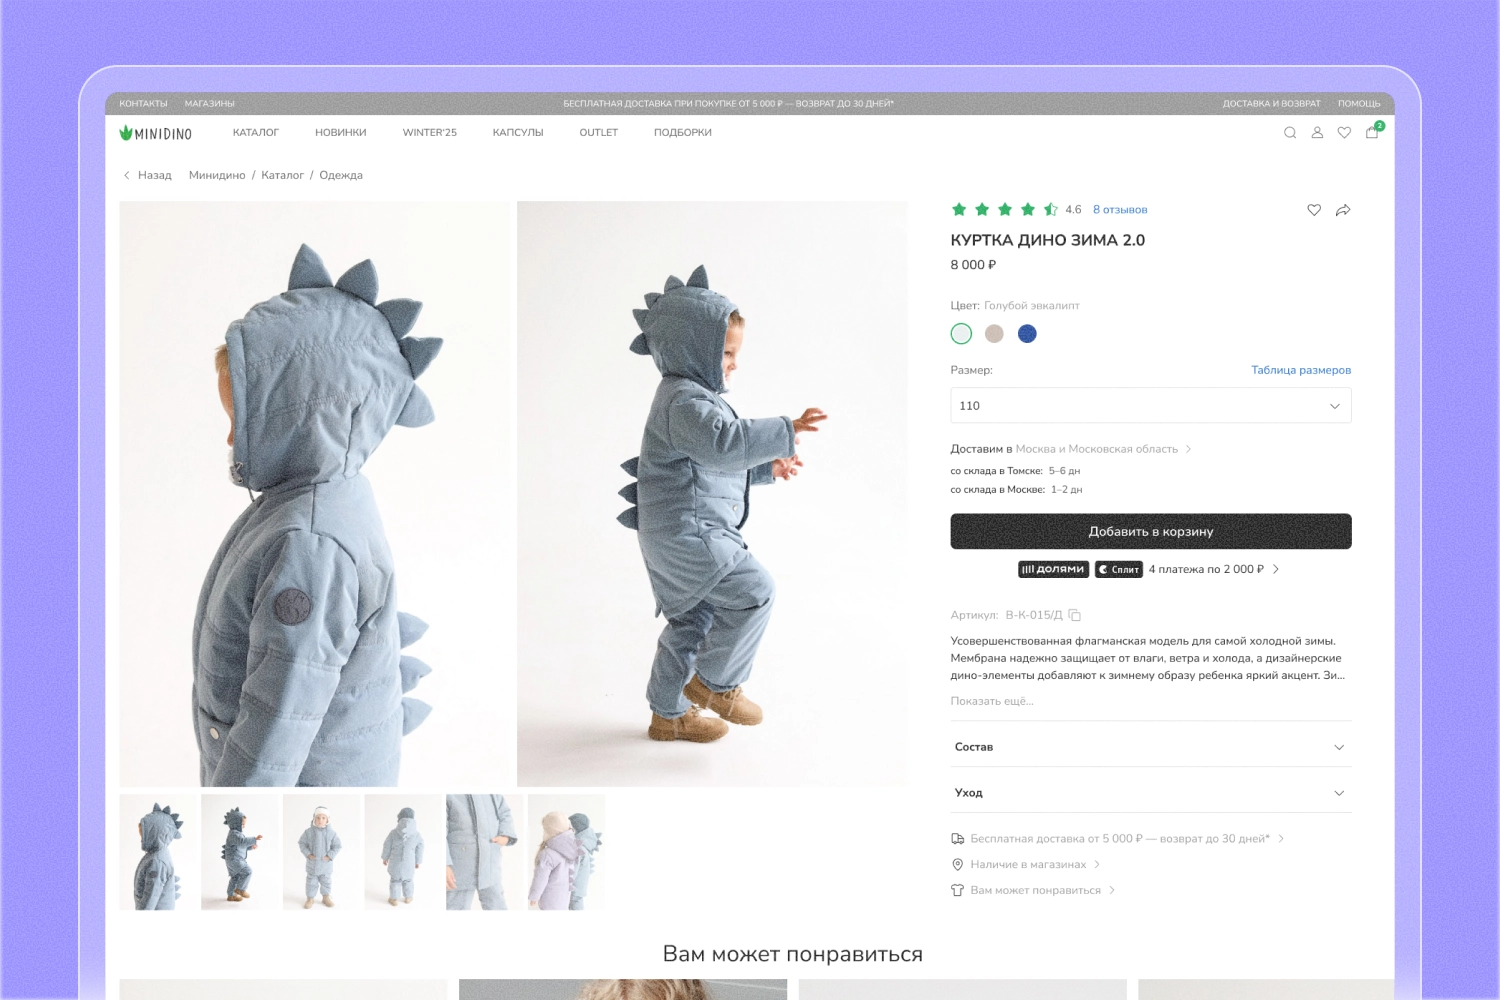 КОНТАКТЫ МАГАЗИНЫ БЕСПЛАТНАЯ ДОСТАВКА ПРИ ПОКУПКЕ ОТ 5 000 ₽ — ВОЗВРАТ ДО 30 ДНЕЙ* ДОСТАВКА И ВОЗВРАТ ПОМОЩЬ
MINIDINO КАТАЛОГ НОВИНКИ WINTER'25 КАПСУЛЫ OUTLET ПОДБОРКИ 2
Назад Минидино / Каталог / Одежда
4.6 8 отзывов
КУРТКА ДИНО ЗИМА 2.0
8 000 ₽
Цвет: Голубой эвкалипт
Размер: Таблица размеров
110
Доставим в Москва и Московская область
со склада в Томске: 5–6 дн
со склада в Москве: 1–2 дн
Добавить в корзину
долями Сплит 4 платежа по 2 000 ₽
Артикул: В-К-015/Д
Усовершенствованная флагманская модель для самой холодной зимы.
Мембрана надежно защищает от влаги, ветра и холода, а дизайнерские
дино-элементы добавляют к зимнему образу ребенка яркий акцент. Зи...
Показать ещё...
Состав
Уход
Бесплатная доставка от 5 000 ₽ — возврат до 30 дней*
Наличие в магазинах
Вам может понравиться
Вам может понравиться